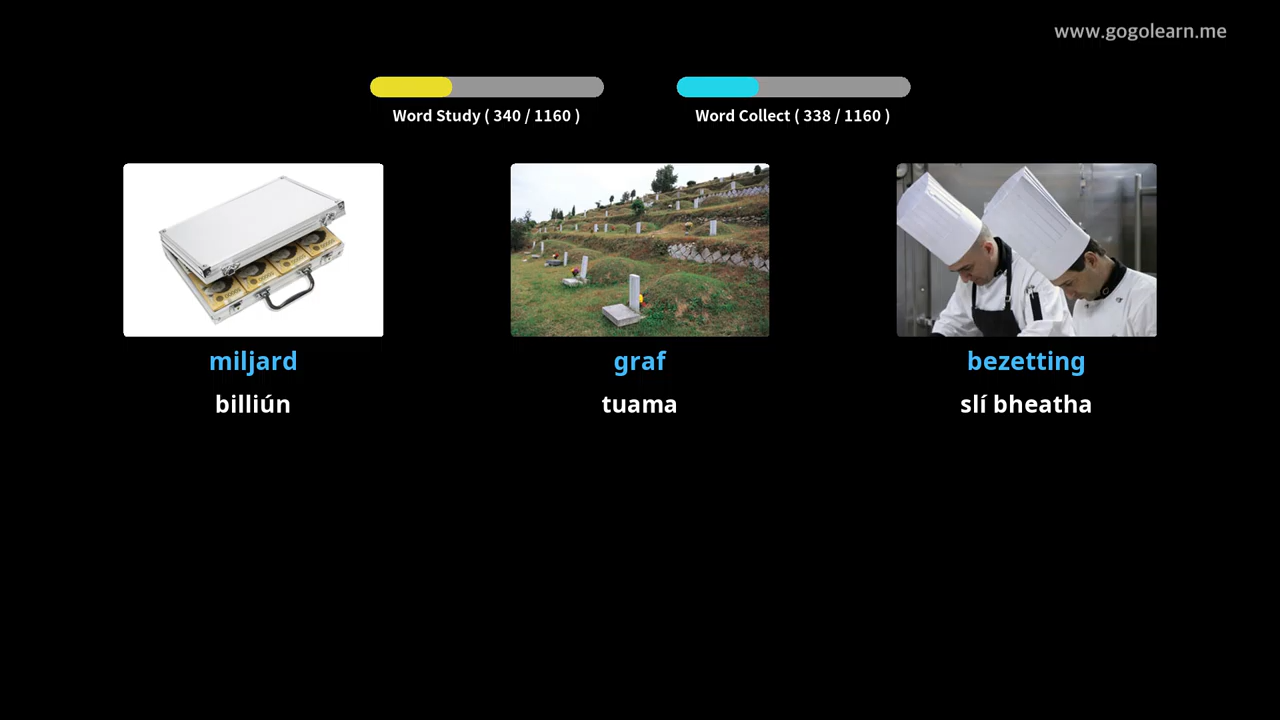 www.gogolearn.me
Word Study ( 340 / 1160 )
Word Collect ( 338 / 1160 )
miljard
graf
bezetting
billiún
tuama
slí bheatha